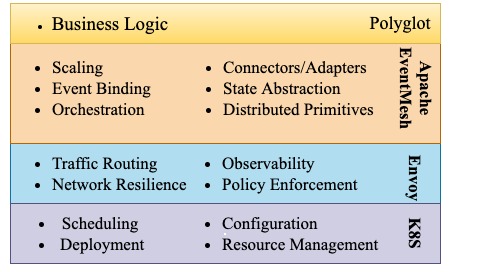 • Business Logic Polyglot
• Scaling • Connectors/Adapters
• Event Binding • State Abstraction
• Orchestration • Distributed Primitives
Apache
EventMesh
• Traffic Routing • Observability
• Network Resilience • Policy Enforcement
Envoy
• Scheduling • Configuration
• Deployment • Resource Management
K8S